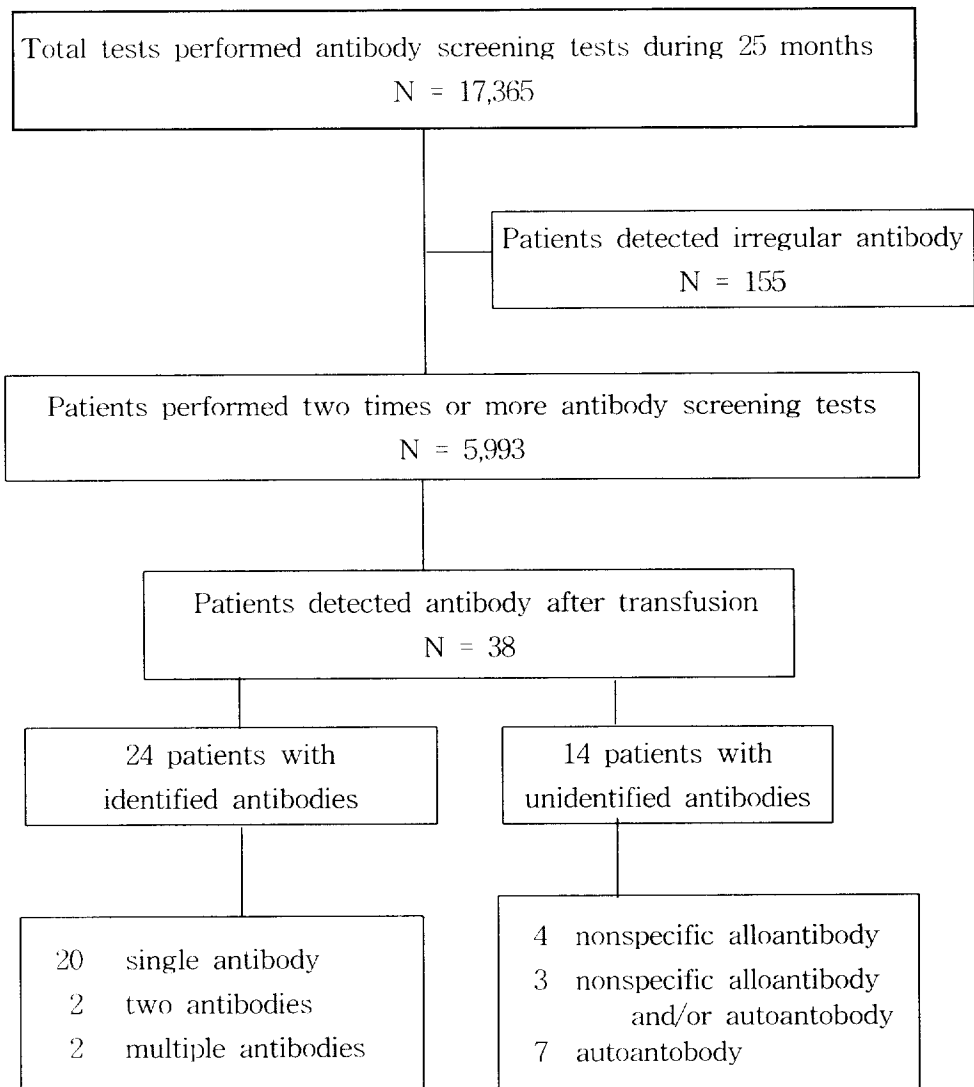 Total tests performed antibody screening tests during 25 months
N = 17,365
Patients detected irregular antibody
N = 155
Patients performed two times or more antibody screening tests
N = 5,993
Patients detected antibody after transfusion
N = 38
24 patients with
identified antibodies
14 patients with
unidentified antibodies
20 single antibody
2 two antibodies
2 multiple antibodies
4 nonspecific alloantibody
3 nonspecific alloantibody
and/or autoantobody
7 autoantobody